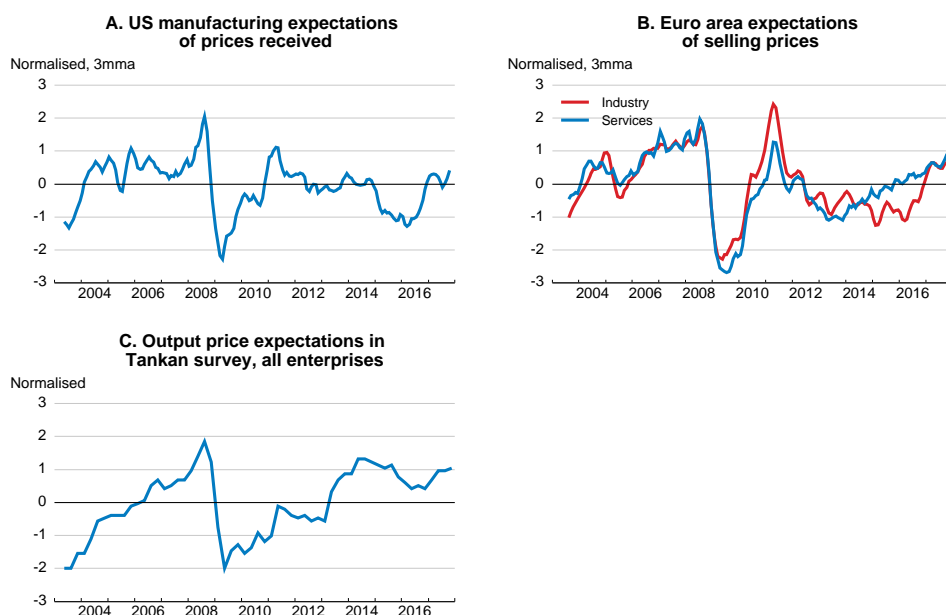 A. US manufacturing expectations
of prices received
Normalised, 3mma
3
2
1
0
-1
-2
-3
2004 2006 2008 2010 2012 2014 2016
B. Euro area expectations
of selling prices
Normalised, 3mma
3
2
1
0
-1
-2
-3
Industry
Services
2004 2006 2008 2010 2012 2014 2016
C. Output price expectations in
Tankan survey, all enterprises
Normalised
3
2
1
0
-1
-2
-3
2004 2006 2008 2010 2012 2014 2016